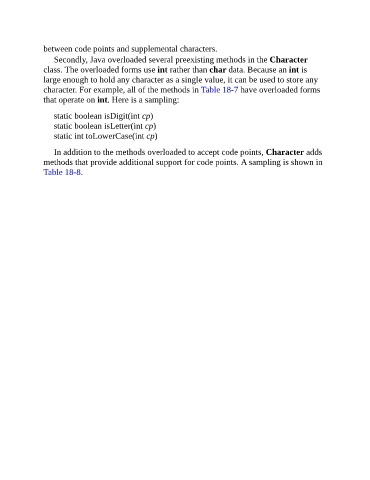 between code points and supplemental characters.
Secondly, Java overloaded several preexisting methods in the Character
class. The overloaded forms use int rather than char data. Because an int is
large enough to hold any character as a single value, it can be used to store any
character. For example, all of the methods in Table 18-7 have overloaded forms
that operate on int. Here is a sampling:
static boolean isDigit(int cp)
static boolean isLetter(int cp)
static int toLowerCase(int cp)
In addition to the methods overloaded to accept code points, Character adds
methods that provide additional support for code points. A sampling is shown in
Table 18-8.